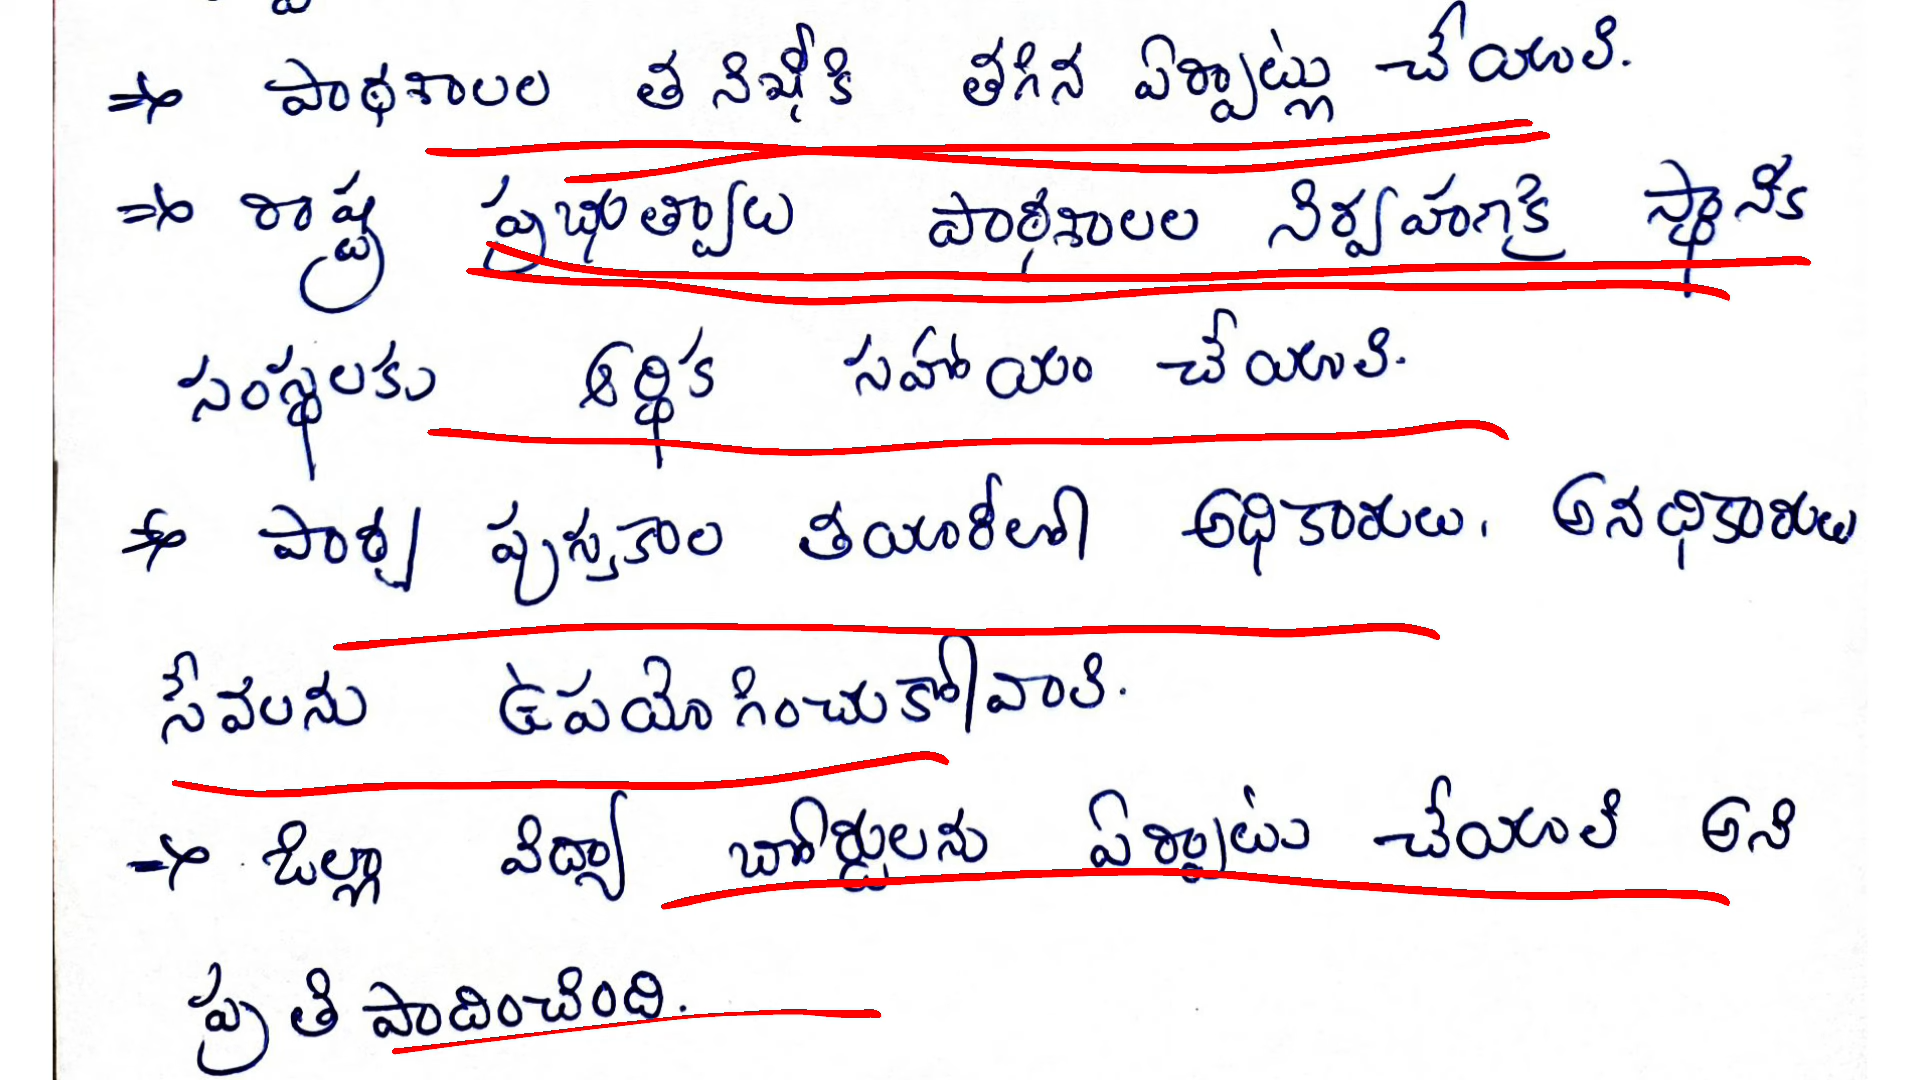 ⇒ పాఠశాలల తనిఖీకి తగిన ఏర్పాట్లు చేయాలి.
⇒ రాష్ట్ర ప్రభుత్వాలు పాఠశాలల నిర్వహణకై స్థానిక
సంస్థలకు ఆర్థిక సహాయం చేయాలి.
⇒ పాఠ్య పుస్తకాల తయారీలో అధికారులు, అనధికారులు
సేవలను ఉపయోగించుకోవాలి.
⇒ జిల్లా విద్యా బోర్డులను ఏర్పాటు చేయాలి అని
ప్రతిపాదించింది.